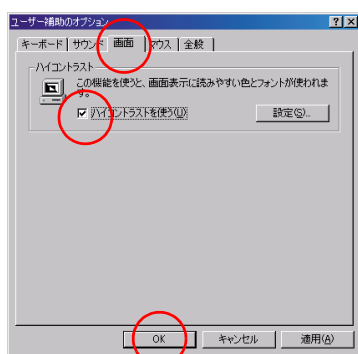 ユーザー補助のオプション
キーボード サウンド 画面 マウス 全般
ハイコントラスト
この機能を使うと、画面表示に読みやすい色とフォントが使われま
す。
ハイコントラストを使う(U)
設定(S)...
OK キャンセル 適用(A)